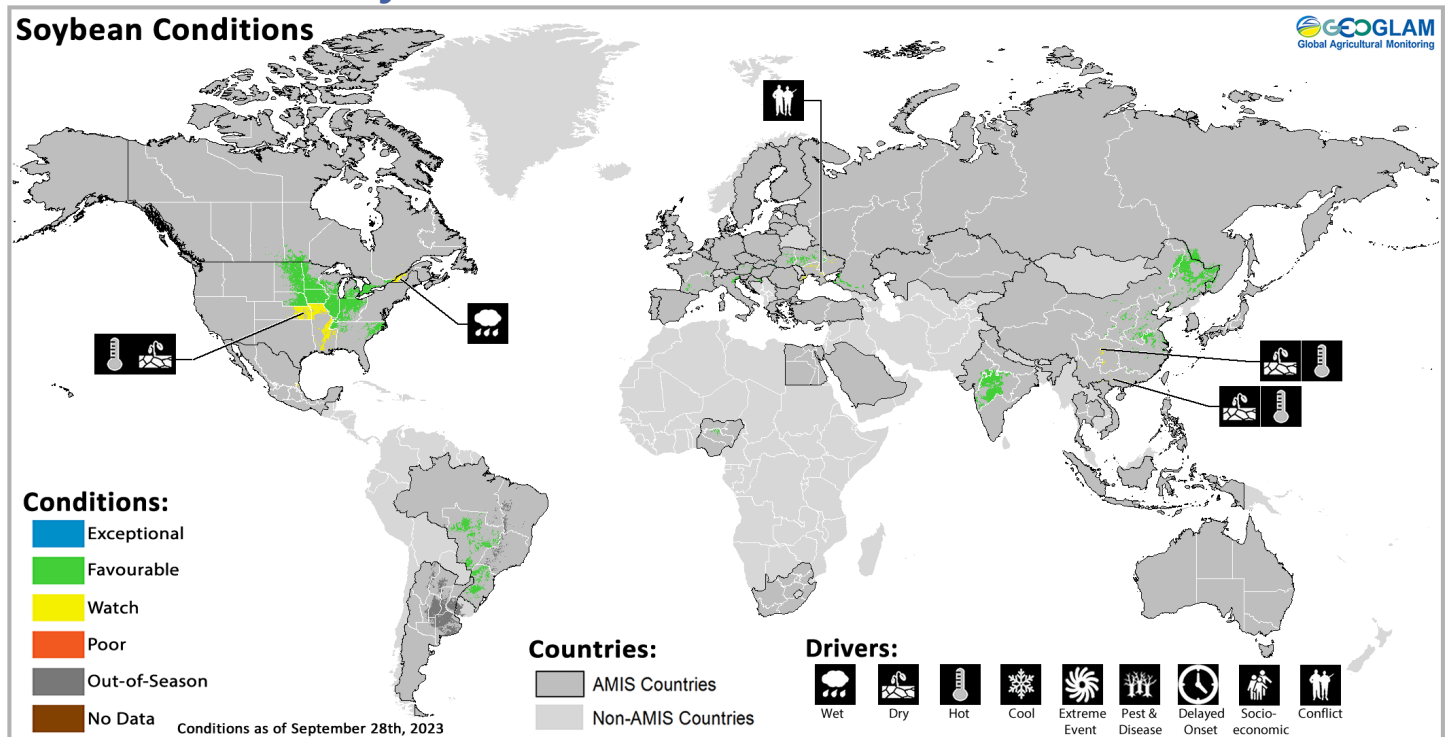 Soybean Conditions
GEOGLAM
Global Agricultural Monitoring
Conditions:
Exceptional
Favourable
Watch
Poor
Out-of-Season
No Data
Conditions as of September 28th, 2023
Countries:
AMIS Countries
Non-AMIS Countries
Drivers:
Wet
Dry
Hot
Cool
Extreme
Event
Pest &
Disease
Delayed
Onset
Socio-
economic
Conflict